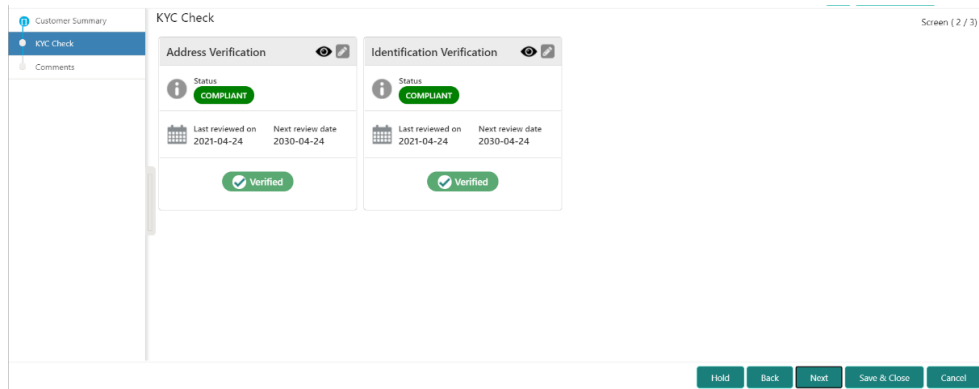 Customer Summary
KYC Check
Comments
KYC Check
Screen ( 2 / 3)
Address Verification
Status
COMPLIANT
Last reviewed on Next review date
2021-04-24 2030-04-24
Verified
Identification Verification
Status
COMPLIANT
Last reviewed on Next review date
2021-04-24 2030-04-24
Verified
Hold Back Next Save & Close Cancel